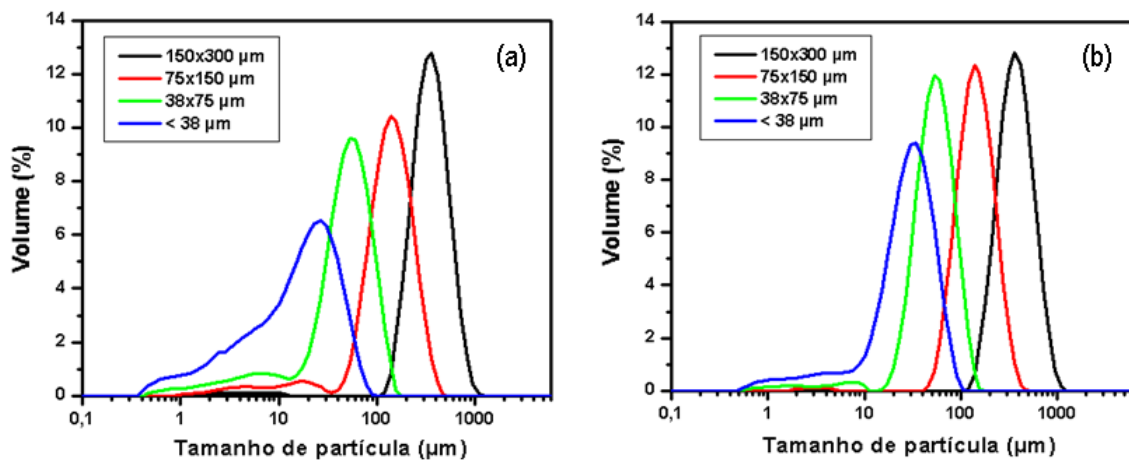 14
12
10
8
6
4
2
0
Volume (%)
150x300 µm
75x150 µm
38x75 µm
< 38 µm
(a)
0,1
1
10
100
1000
Tamanho de partícula (µm)
14
12
10
8
6
4
2
0
Volume (%)
150x300 µm
75x150 µm
38x75 µm
< 38 µm
(b)
0,1
1
10
100
1000
Tamanho de partícula (µm)